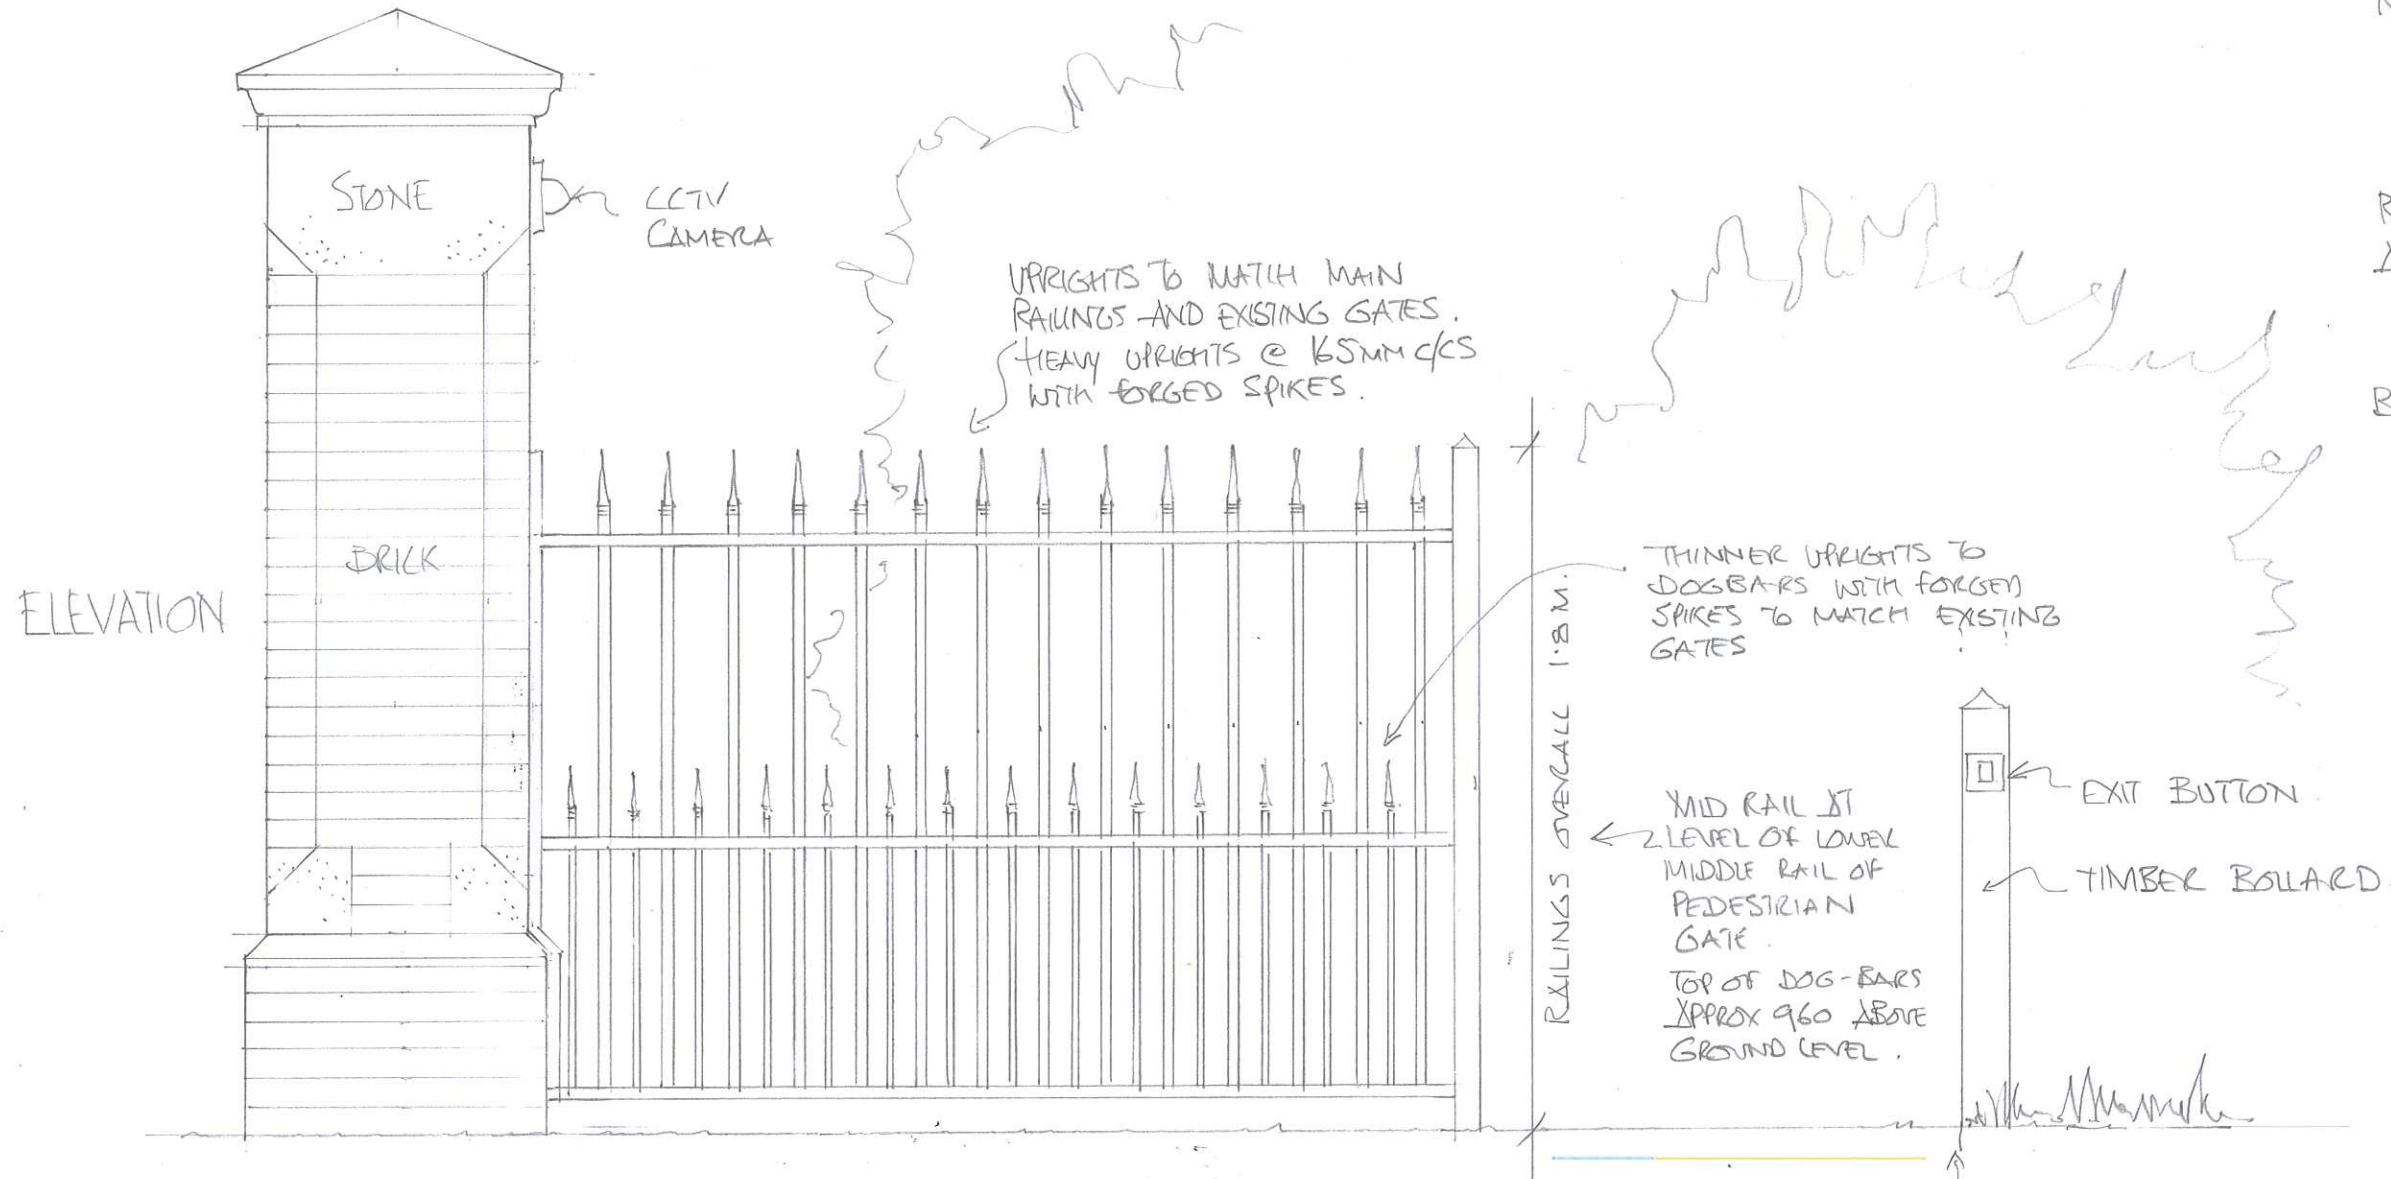 STONE
CCTV
CAMERA
UPRIGHTS TO MATCH MAIN
RAILINGS AND EXISTING GATES.
HEAVY UPRIGHTS @ 165MM C/CS
WITH FORGED SPIKES.
BRICK
ELEVATION
THINNER UPRIGHTS TO
DOGBARS WITH FORGED
SPIKES TO MATCH EXISTING
GATES
RAILINGS OVERALL 1.8 M.
MID RAIL AT
LEVEL OF LOWER
MIDDLE RAIL OF
PEDESTRIAN
GATE.
TOP OF DOG-BARS
APPROX 960 ABOVE
GROUND LEVEL.
EXIT BUTTON
TIMBER BOLLARD